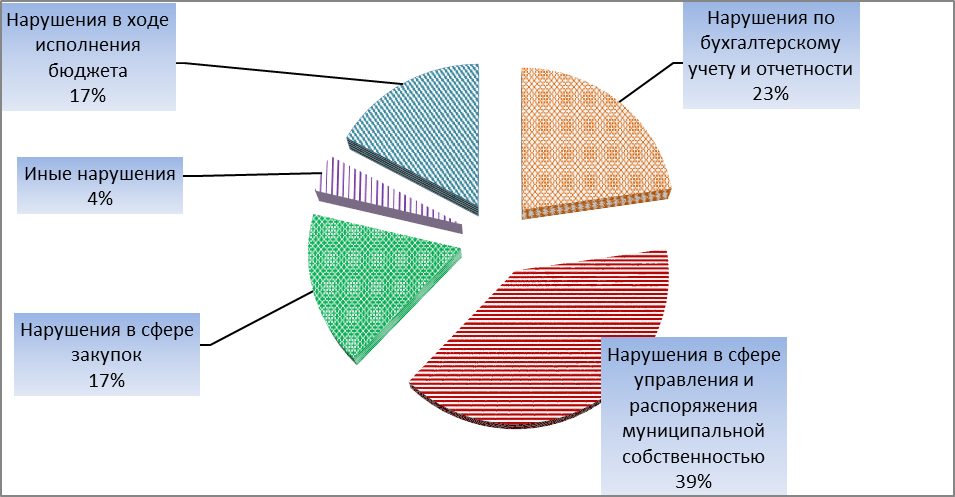 Нарушения в ходе
исполнения
бюджета
17%
Нарушения по
бухгалтерскому
учету и отчетности
23%
Иные нарушения
4%
Нарушения в сфере
закупок
17%
Нарушения в сфере
управления и
распоряжения
муниципальной
собственностью
39%